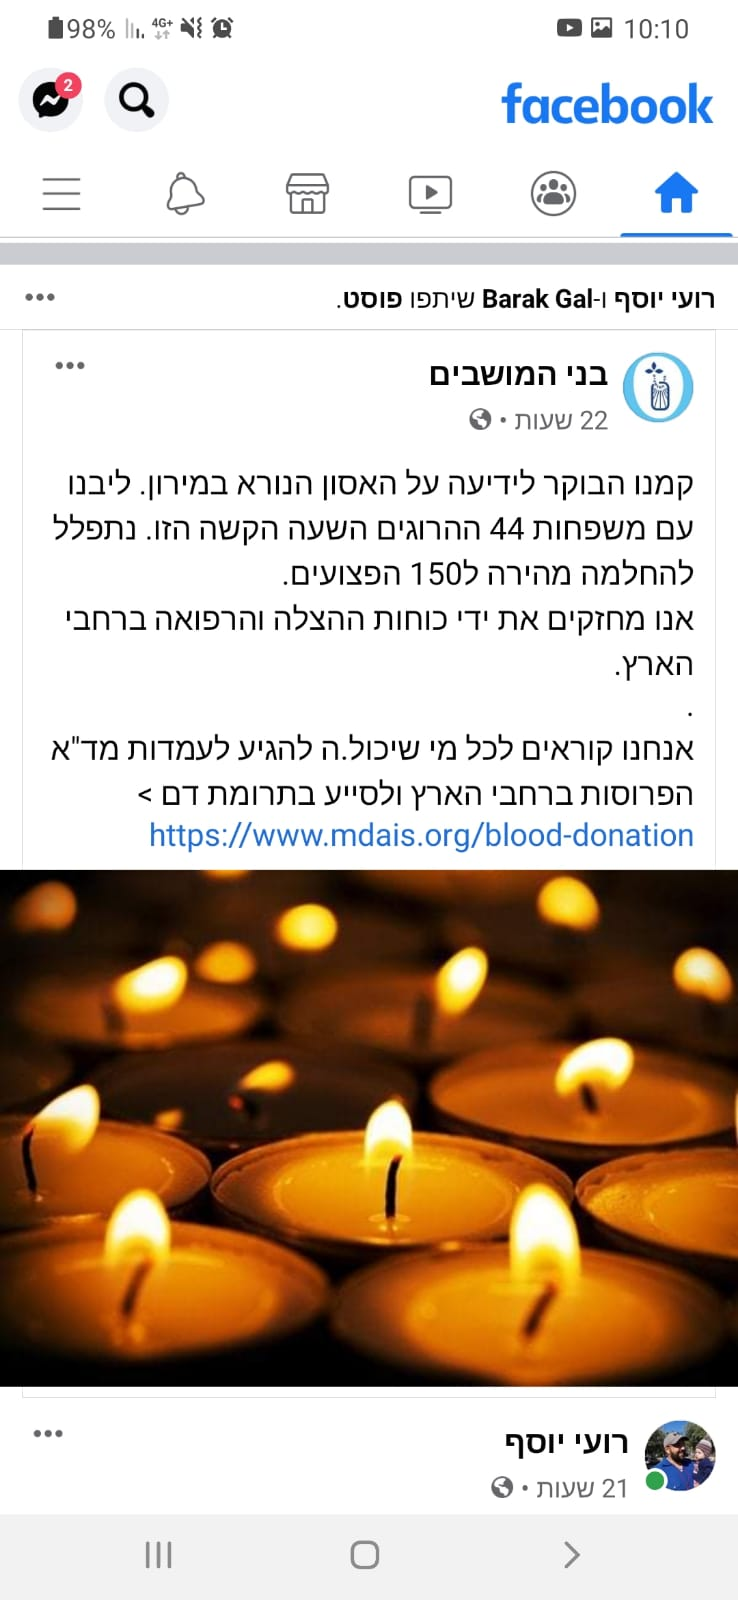 98% 4G+ 10:10
2
facebook
רועי יוסף ו-Barak Gal שיתפו פוסט.
בני המושבים
22 שעות •
קמנו הבוקר לידיעה על האסון הנורא במירון. ליבנו
עם משפחות 44 ההרוגים השעה הקשה הזו. נתפלל
להחלמה מהירה ל150 הפצועים.
אנו מחזקים את ידי כוחות ההצלה והרפואה ברחבי
הארץ.
.
אנחנו קוראים לכל מי שיכול.ה להגיע לעמדות מד"א
הפרוסות ברחבי הארץ ולסייע בתרומת דם >
https://www.mdais.org/blood-donation
רועי יוסף
21 שעות •